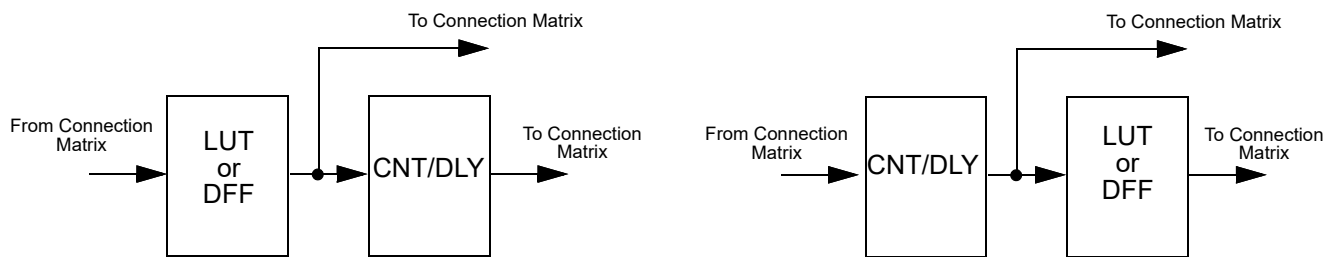 To Connection Matrix
From Connection
Matrix
LUT
or
DFF
CNT/DLY
To Connection
Matrix
To Connection Matrix
From Connection
Matrix
CNT/DLY
LUT
or
DFF
To Connection
Matrix